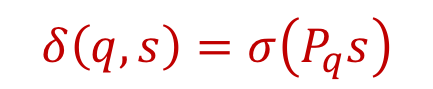 δ(q, s) = σ(P_q s)